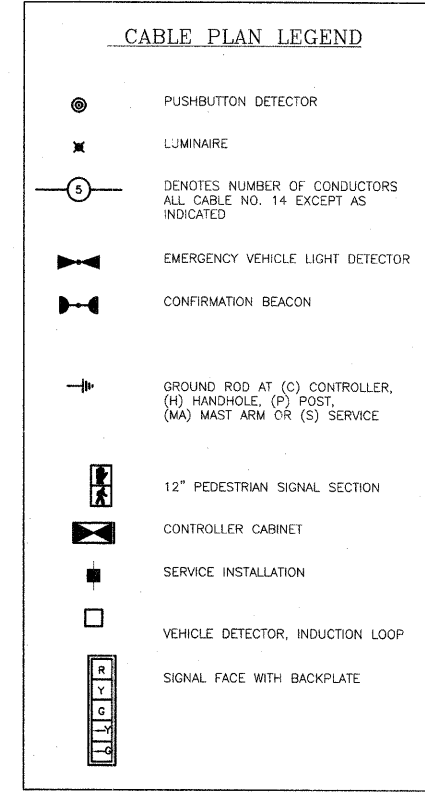 CABLE PLAN LEGEND
PUSHBUTTON DETECTOR
LUMINAIRE
5
DENOTES NUMBER OF CONDUCTORS
ALL CABLE NO. 14 EXCEPT AS
INDICATED
EMERGENCY VEHICLE LIGHT DETECTOR
CONFIRMATION BEACON
GROUND ROD AT (C) CONTROLLER,
(H) HANDHOLE, (P) POST,
(MA) MAST ARM OR (S) SERVICE
12" PEDESTRIAN SIGNAL SECTION
CONTROLLER CABINET
SERVICE INSTALLATION
VEHICLE DETECTOR, INDUCTION LOOP
SIGNAL FACE WITH BACKPLATE
R
Y
G
Y
G